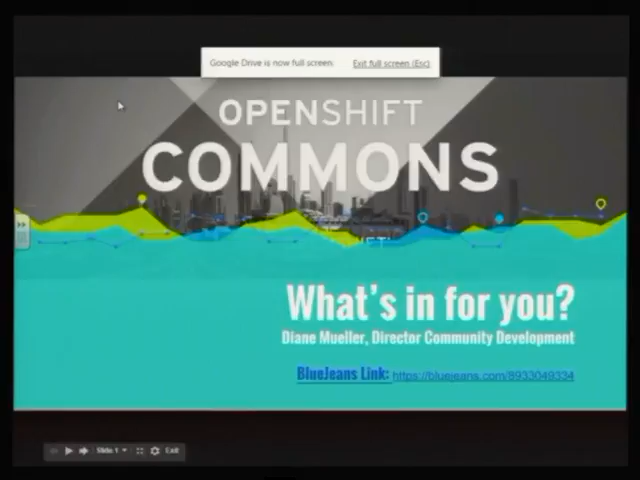 Google Drive is now full screen. Exit full screen (Esc)
OPENSHIFT
COMMONS
What's in for you?
Diane Mueller, Director Community Development
BlueJeans Link: https://bluejeans.com/8933049334
Slide 1 Exit